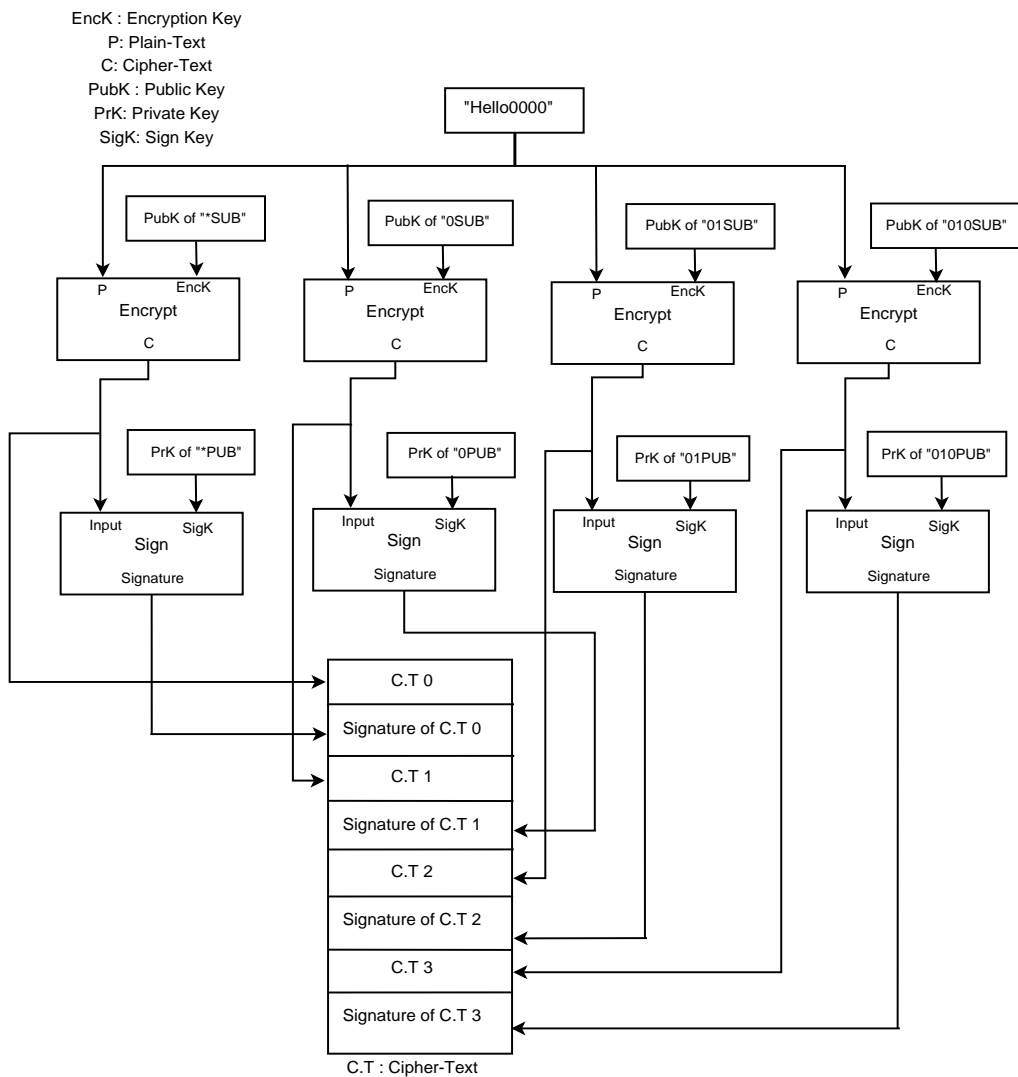 EncK : Encryption Key
P: Plain-Text
C: Cipher-Text
PubK : Public Key
PrK: Private Key
SigK: Sign Key
"Hello0000"
PubK of "*SUB"
PubK of "0SUB"
PubK of "01SUB"
PubK of "010SUB"
P
EncK
Encrypt
C
P
EncK
Encrypt
C
P
EncK
Encrypt
C
P
EncK
Encrypt
C
PrK of "*PUB"
PrK of "0PUB"
PrK of "01PUB"
PrK of "010PUB"
Input
SigK
Sign
Signature
Input
SigK
Sign
Signature
Input
SigK
Sign
Signature
Input
SigK
Sign
Signature
C.T 0
Signature of C.T 0
C.T 1
Signature of C.T 1
C.T 2
Signature of C.T 2
C.T 3
Signature of C.T 3
C.T : Cipher-Text